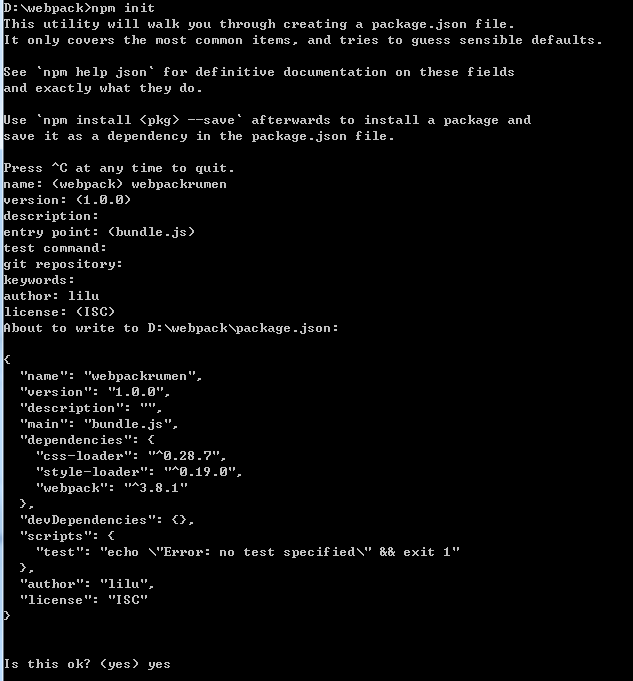 D:\webpack>npm init
This utility will walk you through creating a package.json file.
It only covers the most common items, and tries to guess sensible defaults.
See `npm help json` for definitive documentation on these fields
and exactly what they do.
Use `npm install <pkg> --save` afterwards to install a package and
save it as a dependency in the package.json file.
Press ^C at any time to quit.
name: (webpack) webpackrumen
version: (1.0.0)
description:
entry point: (bundle.js)
test command:
git repository:
keywords:
author: lilu
license: (ISC)
About to write to D:\webpack\package.json:
{
  "name": "webpackrumen",
  "version": "1.0.0",
  "description": "",
  "main": "bundle.js",
  "dependencies": {
    "css-loader": "^0.28.7",
    "style-loader": "^0.19.0",
    "webpack": "^3.8.1"
  },
  "devDependencies": {},
  "scripts": {
    "test": "echo \"Error: no test specified\" && exit 1"
  },
  "author": "lilu",
  "license": "ISC"
}
Is this ok? (yes) yes